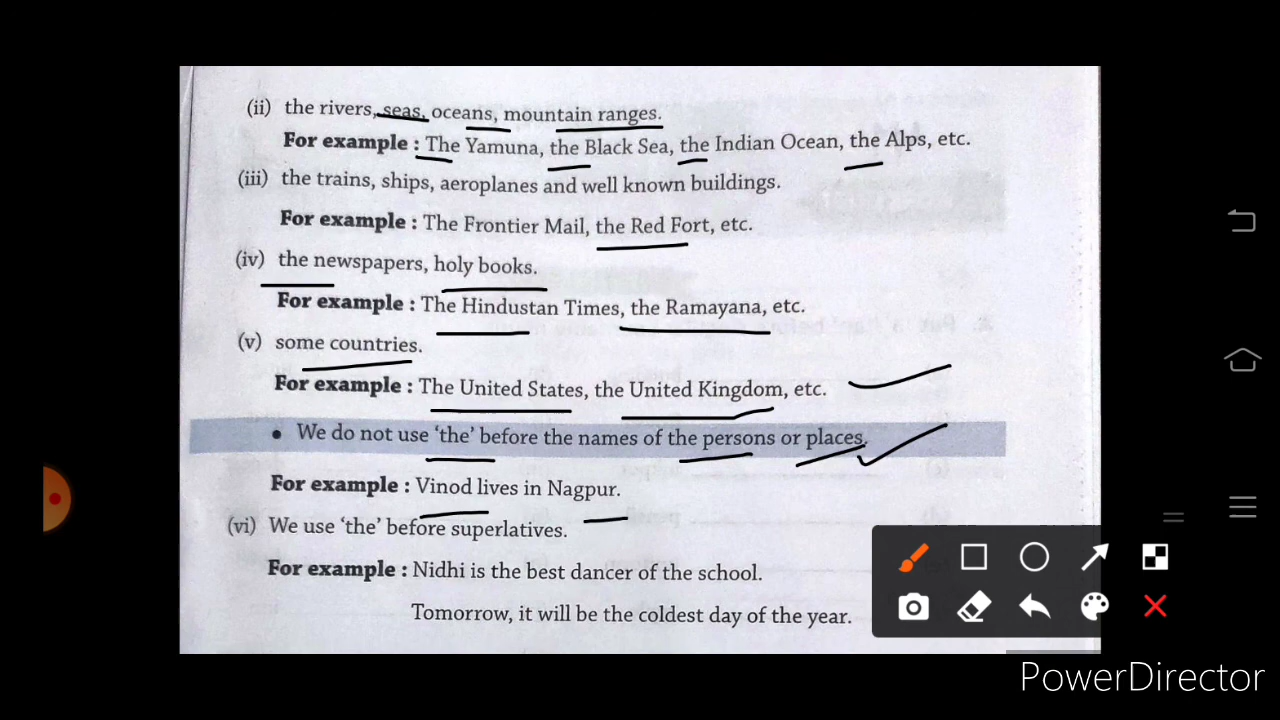 (ii) the rivers, seas, oceans, mountain ranges.
For example : The Yamuna, the Black Sea, the Indian Ocean, the Alps, etc.
(iii) the trains, ships, aeroplanes and well known buildings.
For example : The Frontier Mail, the Red Fort, etc.
(iv) the newspapers, holy books.
For example : The Hindustan Times, the Ramayana, etc.
(v) some countries.
For example : The United States, the United Kingdom, etc.
• We do not use ‘the’ before the names of the persons or places.
For example : Vinod lives in Nagpur.
(vi) We use ‘the’ before superlatives.
For example : Nidhi is the best dancer of the school.
Tomorrow, it will be the coldest day of the year.
PowerDirector